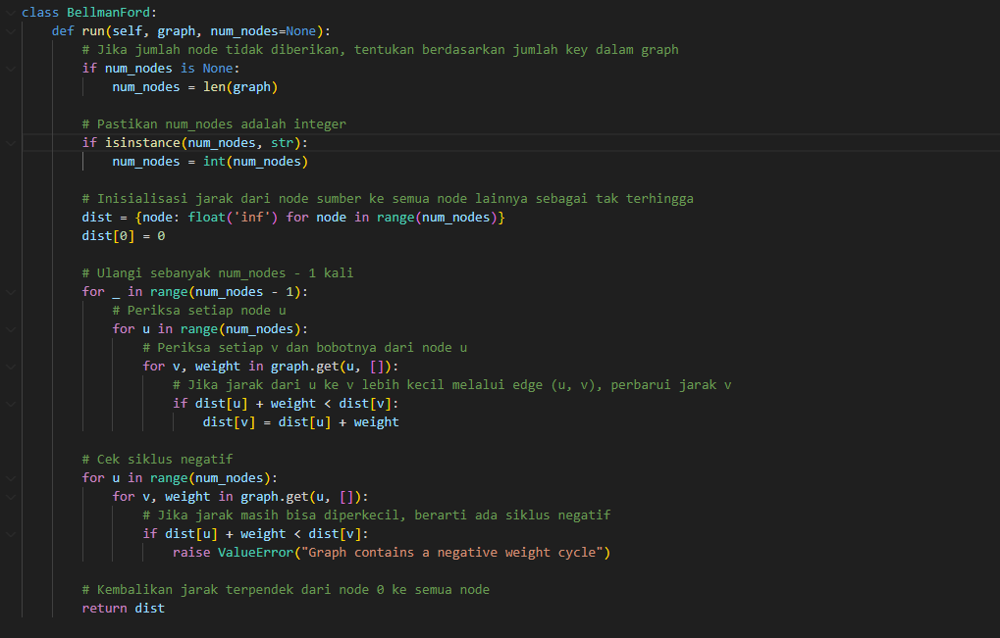 class BellmanFord:
    def run(self, graph, num_nodes=None):
        # Jika jumlah node tidak diberikan, tentukan berdasarkan jumlah key dalam graph
        if num_nodes is None:
            num_nodes = len(graph)

        # Pastikan num_nodes adalah integer
        if isinstance(num_nodes, str):
            num_nodes = int(num_nodes)

        # Inisialisasi jarak dari node sumber ke semua node lainnya sebagai tak terhingga
        dist = {node: float('inf') for node in range(num_nodes)}
        dist[0] = 0

        # Ulangi sebanyak num_nodes - 1 kali
        for _ in range(num_nodes - 1):
            # Periksa setiap node u
            for u in range(num_nodes):
                # Periksa setiap v dan bobotnya dari node u
                for v, weight in graph.get(u, []):
                    # Jika jarak dari u ke v lebih kecil melalui edge (u, v), perbarui jarak v
                    if dist[u] + weight < dist[v]:
                        dist[v] = dist[u] + weight

        # Cek siklus negatif
        for u in range(num_nodes):
            for v, weight in graph.get(u, []):
                # Jika jarak masih bisa diperkecil, berarti ada siklus negatif
                if dist[u] + weight < dist[v]:
                    raise ValueError("Graph contains a negative weight cycle")

        # Kembalikan jarak terpendek dari node 0 ke semua node
        return dist